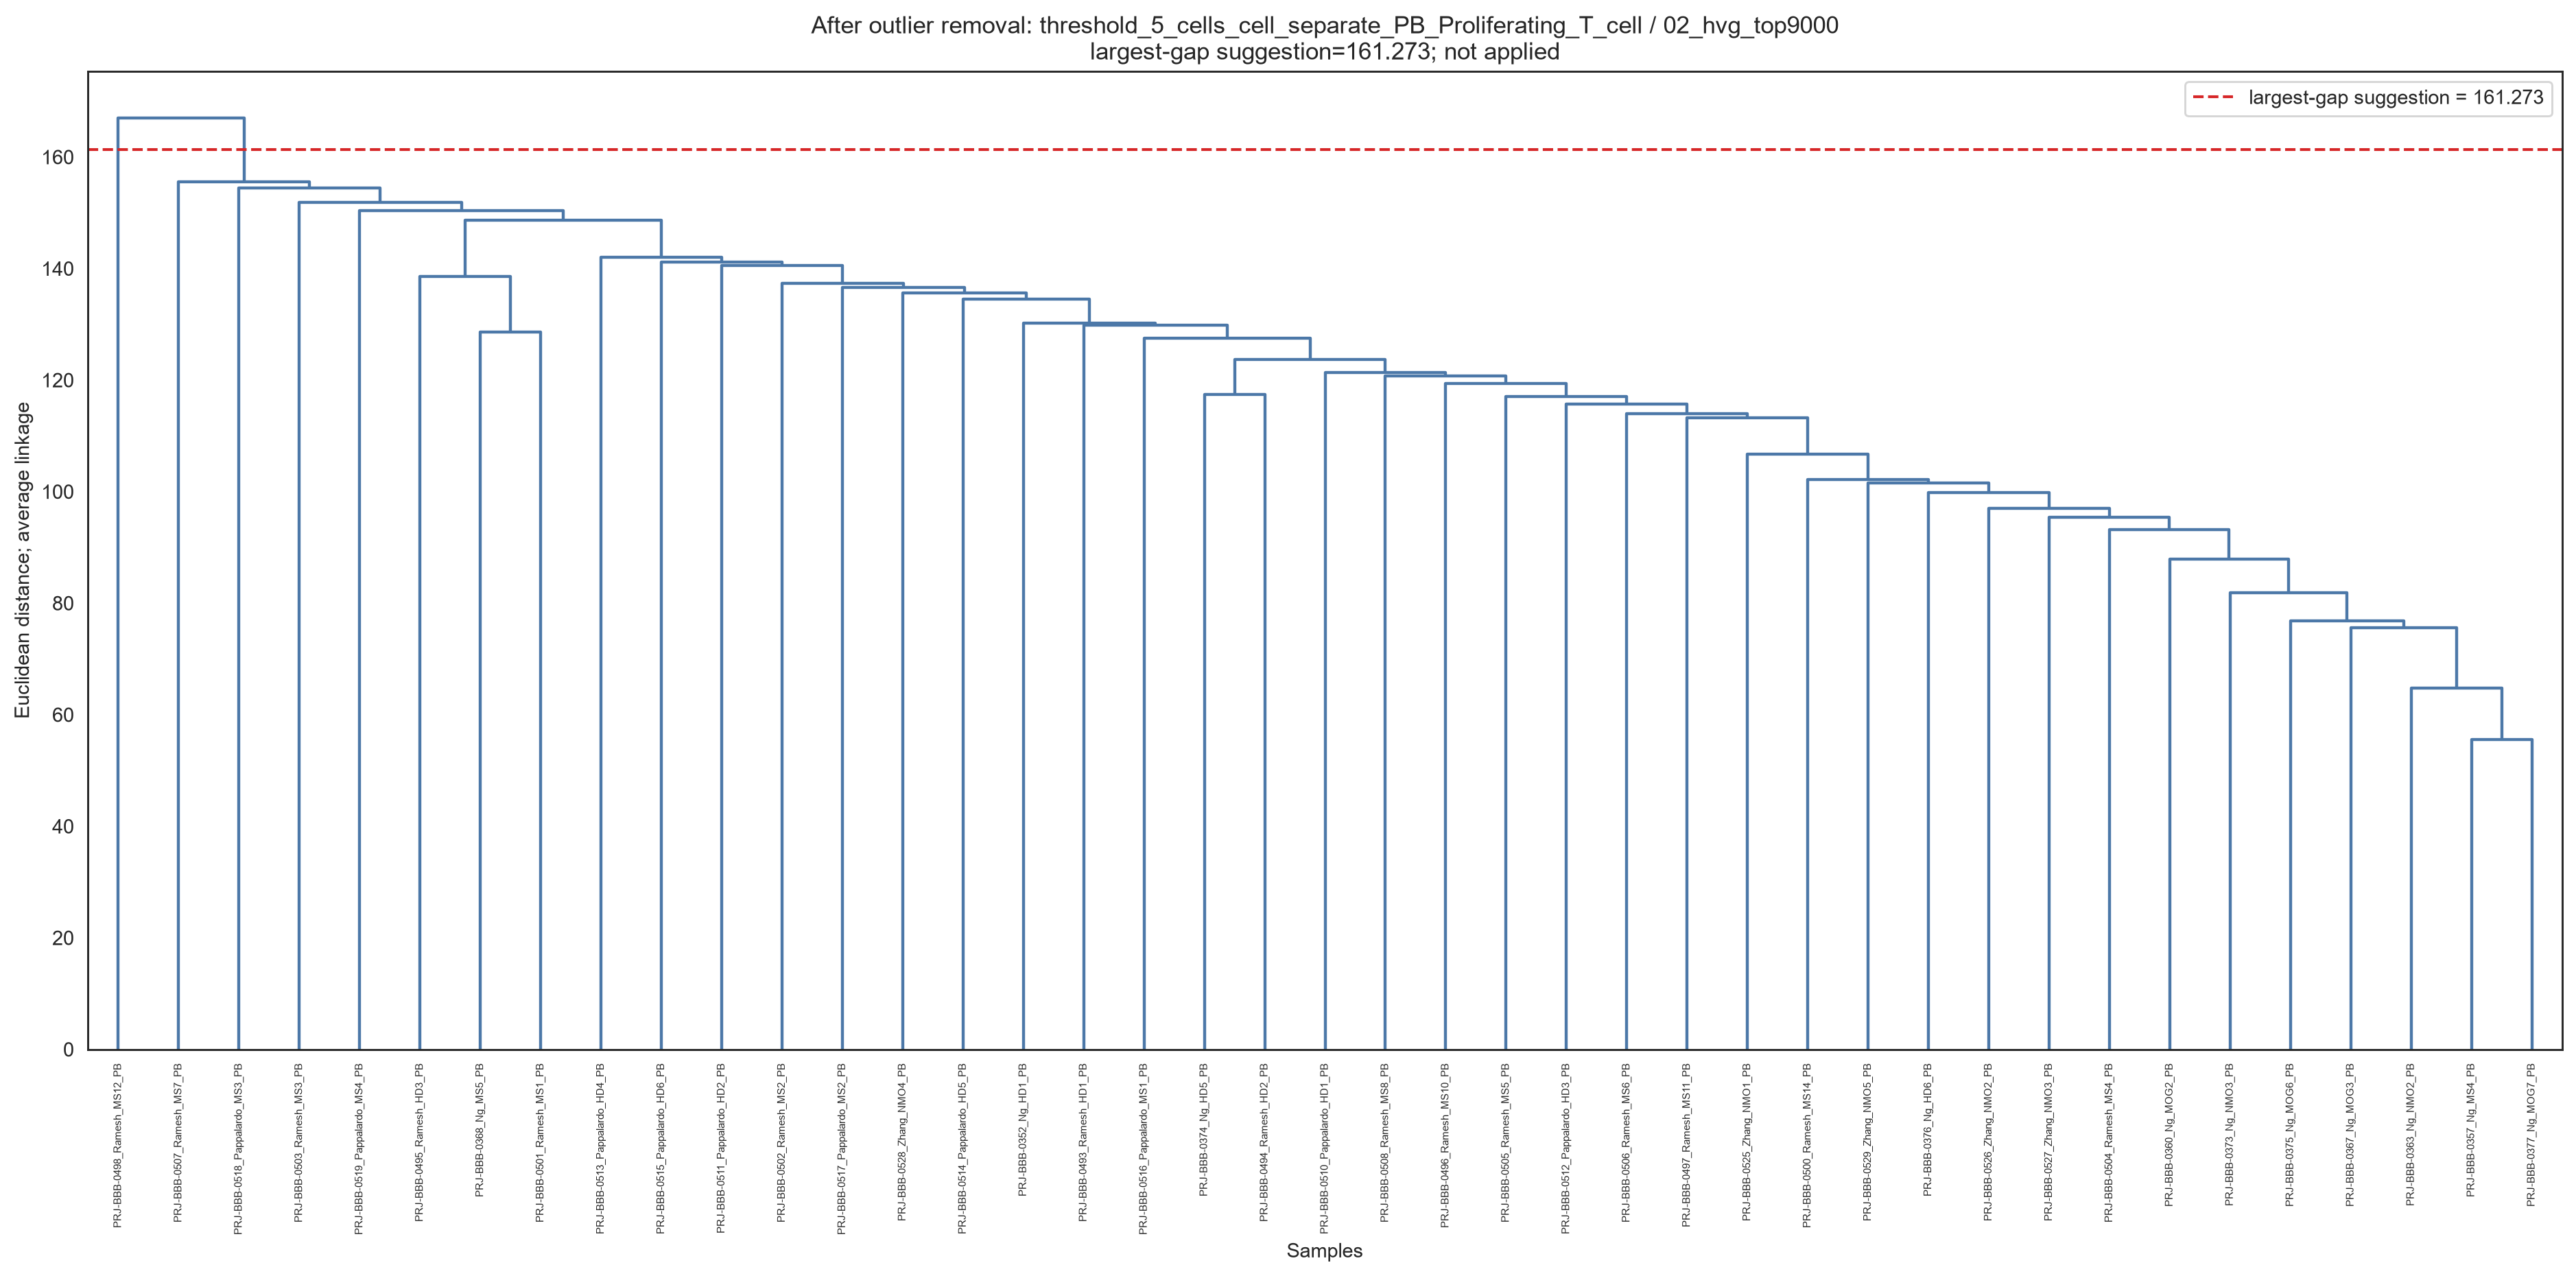 After outlier removal: threshold_5_cells_cell_separate_PB_Proliferating_T_cell / 02_hvg_top9000
largest-gap suggestion=161.273; not applied
largest-gap suggestion = 161.273
Euclidean distance; average linkage
160
140
120
100
80
60
40
20
0
PRJ-BBB-0498_Ramesh_MS12_PB
PRJ-BBB-0507_Ramesh_MS7_PB
PRJ-BBB-0518_Pappalardo_MS3_PB
PRJ-BBB-0503_Ramesh_MS3_PB
PRJ-BBB-0519_Pappalardo_MS4_PB
PRJ-BBB-0495_Ramesh_HD3_PB
PRJ-BBB-0368_Ng_MS5_PB
PRJ-BBB-0501_Ramesh_MS1_PB
PRJ-BBB-0513_Pappalardo_HD4_PB
PRJ-BBB-0515_Pappalardo_HD6_PB
PRJ-BBB-0511_Pappalardo_HD2_PB
PRJ-BBB-0502_Ramesh_MS2_PB
PRJ-BBB-0517_Pappalardo_MS2_PB
PRJ-BBB-0528_Zhang_NMO4_PB
PRJ-BBB-0514_Pappalardo_HD5_PB
PRJ-BBB-0352_Ng_HD1_PB
PRJ-BBB-0493_Ramesh_HD1_PB
PRJ-BBB-0516_Pappalardo_MS1_PB
PRJ-BBB-0374_Ng_HD5_PB
PRJ-BBB-0494_Ramesh_HD2_PB
PRJ-BBB-0510_Pappalardo_HD1_PB
PRJ-BBB-0508_Ramesh_MS8_PB
PRJ-BBB-0496_Ramesh_MS10_PB
PRJ-BBB-0505_Ramesh_MS5_PB
PRJ-BBB-0512_Pappalardo_HD3_PB
PRJ-BBB-0506_Ramesh_MS6_PB
PRJ-BBB-0497_Ramesh_MS11_PB
PRJ-BBB-0525_Zhang_NMO1_PB
PRJ-BBB-0500_Ramesh_MS14_PB
PRJ-BBB-0529_Zhang_NMO5_PB
PRJ-BBB-0376_Ng_HD6_PB
PRJ-BBB-0526_Zhang_NMO2_PB
PRJ-BBB-0527_Zhang_NMO3_PB
PRJ-BBB-0504_Ramesh_MS4_PB
PRJ-BBB-0360_Ng_MOG2_PB
PRJ-BBB-0373_Ng_NMO3_PB
PRJ-BBB-0375_Ng_MOG6_PB
PRJ-BBB-0367_Ng_MOG3_PB
PRJ-BBB-0363_Ng_NMO2_PB
PRJ-BBB-0357_Ng_MS4_PB
PRJ-BBB-0377_Ng_MOG7_PB
Samples